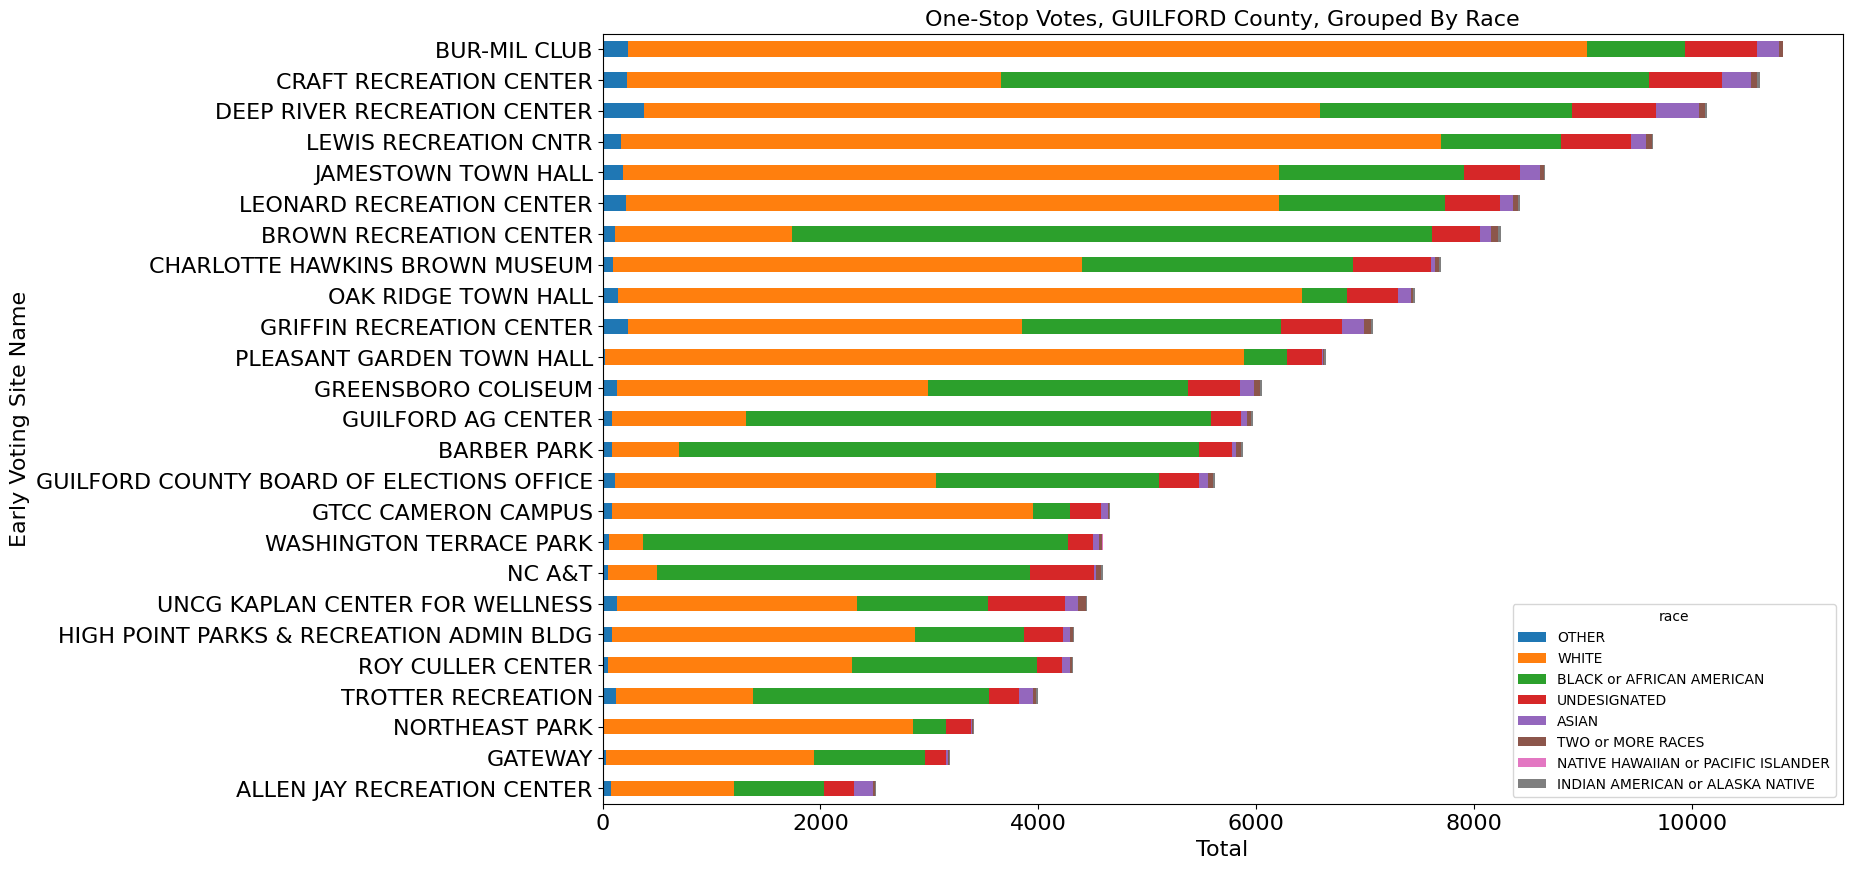 One-Stop Votes, GUILFORD County, Grouped By Race
Early Voting Site Name
BUR-MIL CLUB
CRAFT RECREATION CENTER
DEEP RIVER RECREATION CENTER
LEWIS RECREATION CNTR
JAMESTOWN TOWN HALL
LEONARD RECREATION CENTER
BROWN RECREATION CENTER
CHARLOTTE HAWKINS BROWN MUSEUM
OAK RIDGE TOWN HALL
GRIFFIN RECREATION CENTER
PLEASANT GARDEN TOWN HALL
GREENSBORO COLISEUM
GUILFORD AG CENTER
BARBER PARK
GUILFORD COUNTY BOARD OF ELECTIONS OFFICE
GTCC CAMERON CAMPUS
WASHINGTON TERRACE PARK
NC A&T
UNCG KAPLAN CENTER FOR WELLNESS
HIGH POINT PARKS & RECREATION ADMIN BLDG
ROY CULLER CENTER
TROTTER RECREATION
NORTHEAST PARK
GATEWAY
ALLEN JAY RECREATION CENTER
race
OTHER
WHITE
BLACK or AFRICAN AMERICAN
UNDESIGNATED
ASIAN
TWO or MORE RACES
NATIVE HAWAIIAN or PACIFIC ISLANDER
INDIAN AMERICAN or ALASKA NATIVE
0 2000 4000 6000 8000 10000
Total